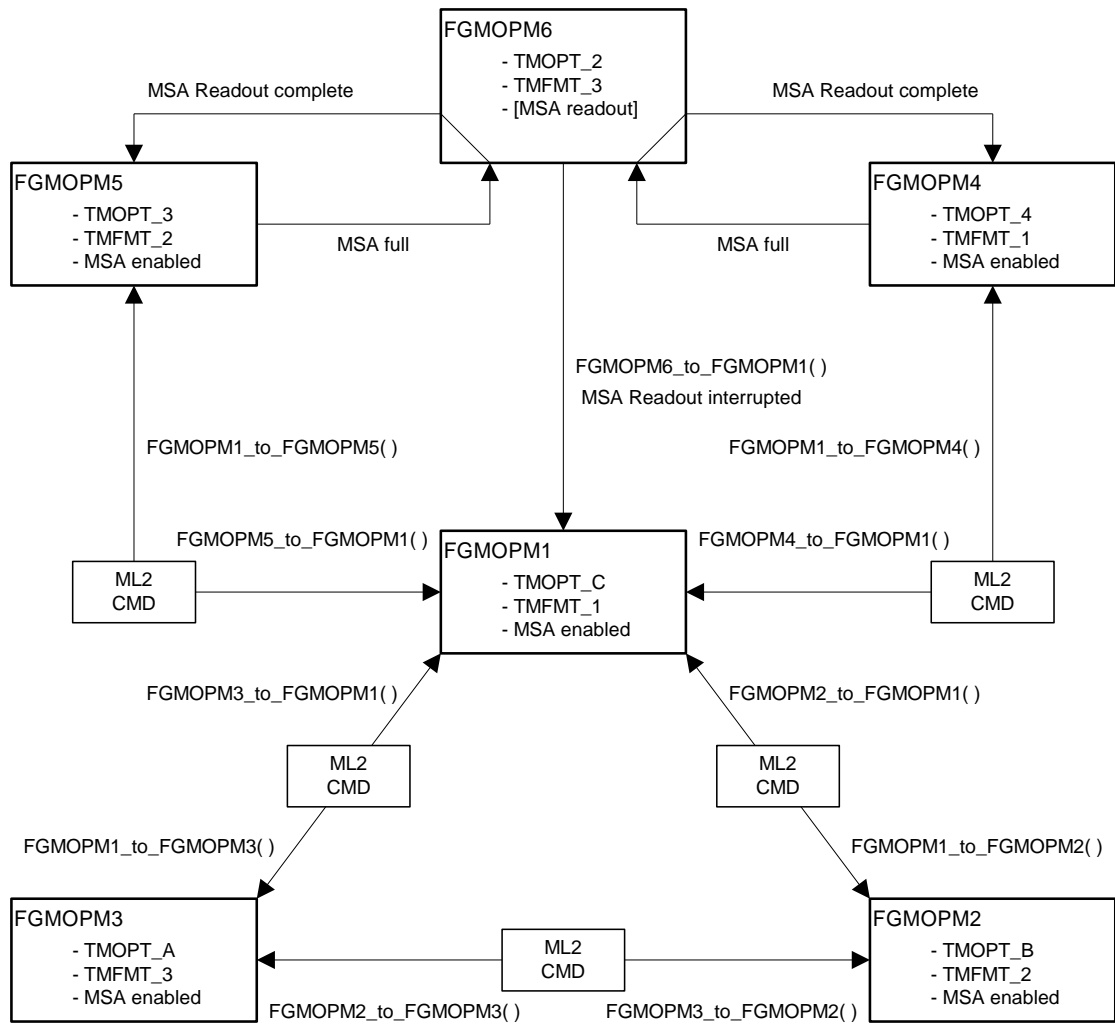 FGMOPM6
- TMOPT_2
- TMFMT_3
- [MSA readout]
MSA Readout complete
MSA Readout complete
FGMOPM5
- TMOPT_3
- TMFMT_2
- MSA enabled
MSA full
MSA full
FGMOPM4
- TMOPT_4
- TMFMT_1
- MSA enabled
FGMOPM6_to_FGMOPM1( )
MSA Readout interrupted
FGMOPM1_to_FGMOPM5( )
FGMOPM1_to_FGMOPM4( )
FGMOPM5_to_FGMOPM1( )
FGMOPM4_to_FGMOPM1( )
ML2
CMD
FGMOPM1
- TMOPT_C
- TMFMT_1
- MSA enabled
ML2
CMD
FGMOPM3_to_FGMOPM1( )
FGMOPM2_to_FGMOPM1( )
ML2
CMD
ML2
CMD
FGMOPM1_to_FGMOPM3( )
FGMOPM1_to_FGMOPM2( )
FGMOPM3
- TMOPT_A
- TMFMT_3
- MSA enabled
ML2
CMD
FGMOPM2
- TMOPT_B
- TMFMT_2
- MSA enabled
FGMOPM2_to_FGMOPM3( )
FGMOPM3_to_FGMOPM2( )